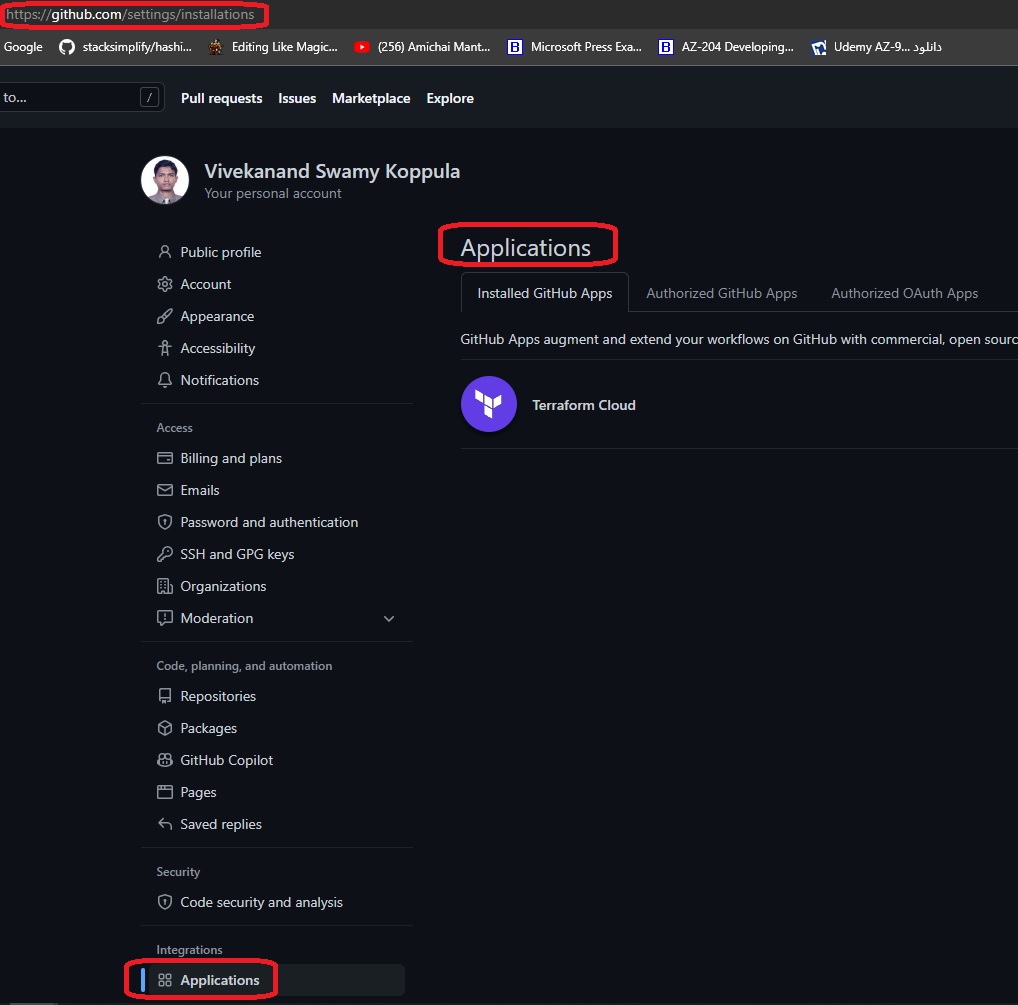 https://github.com/settings/installations
Google stacksimplify/hashi... Editing Like Magic... (256) Amichai Mant... B Microsoft Press Exa... B AZ-204 Developing... Udemy AZ-9... دانلود
to... / Pull requests Issues Marketplace Explore
Vivekanand Swamy Koppula
Your personal account
Public profile
Account
Appearance
Accessibility
Notifications
Access
Billing and plans
Emails
Password and authentication
SSH and GPG keys
Organizations
Moderation
Code, planning, and automation
Repositories
Packages
GitHub Copilot
Pages
Saved replies
Security
Code security and analysis
Integrations
Applications
Applications
Installed GitHub Apps Authorized GitHub Apps Authorized OAuth Apps
GitHub Apps augment and extend your workflows on GitHub with commercial, open sourc
Terraform Cloud